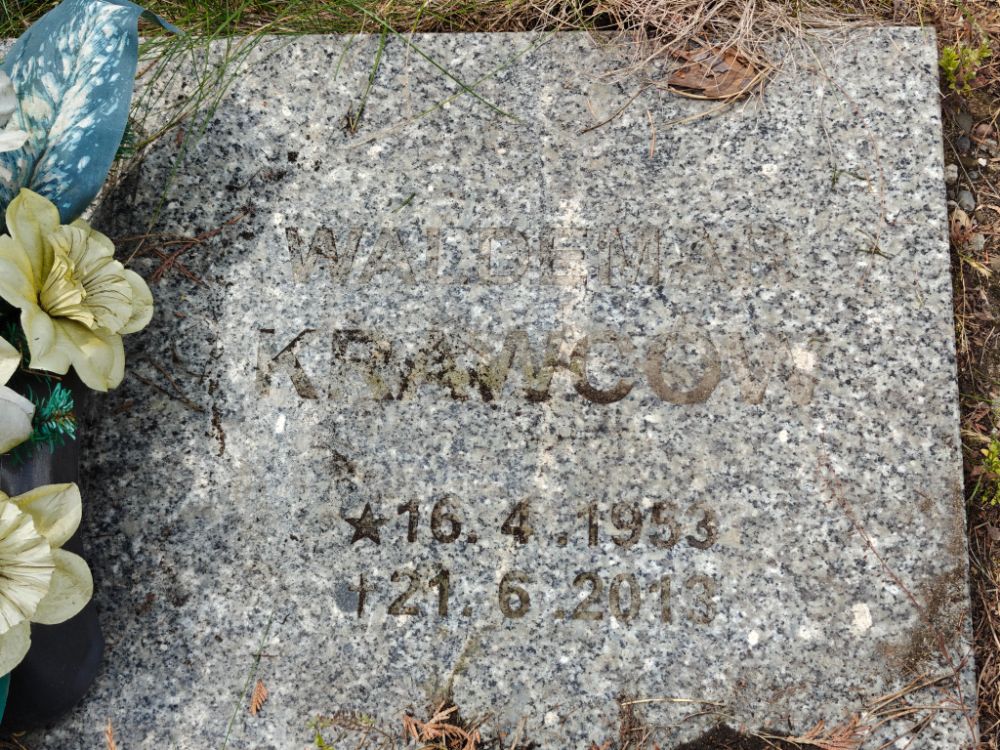 WALDEMAR
KRAWCOW
★ 16. 4 .1953
† 21. 6 .2013